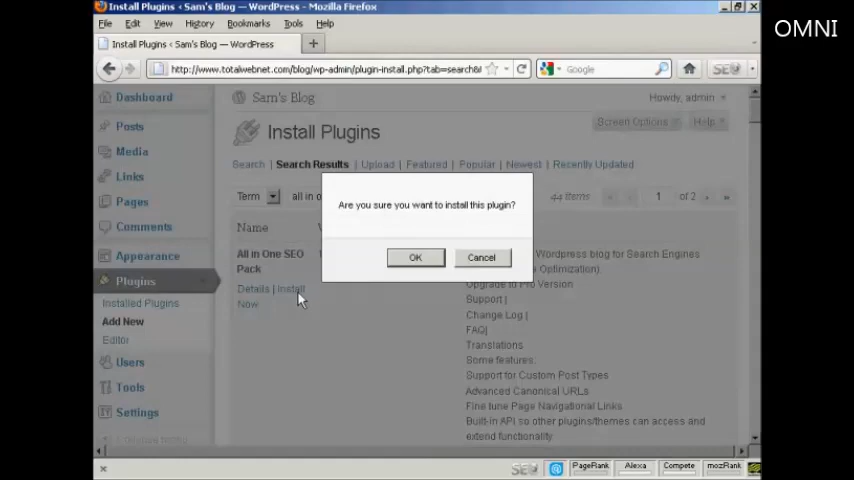 Install Plugins ‹ Sam's Blog — WordPress - Mozilla Firefox
OMNI
File Edit View History Bookmarks Tools Help
Install Plugins ‹ Sam's Blog — WordPress
http://www.totalwebnet.com/blog/wp-admin/plugin-install.php?tab=search&
Google
SEO
Dashboard
Sam's Blog
Howdy, admin
Posts
Install Plugins
Screen Options
Help
Media
Search | Search Results | Upload | Featured | Popular | Newest | Recently Updated
Links
Term
all in o
44 items
1 of 2
Pages
Are you sure you want to install this plugin?
Comments
Name
OK
Cancel
Appearance
All in One SEO
Pack
Wordpress blog for Search Engines
Optimization).
Plugins
Upgrade to Pro Version
Details | Install
Now
Installed Plugins
Support |
Add New
Change Log |
Editor
FAQ|
Translations
Users
Some features:
Tools
Support for Custom Post Types
Advanced Canonical URLs
Settings
Fine tune Page Navigational Links
Built-in API so other plugins/themes can access and
extend functionality
SEO
PageRank
Alexa
Compete
mozRank